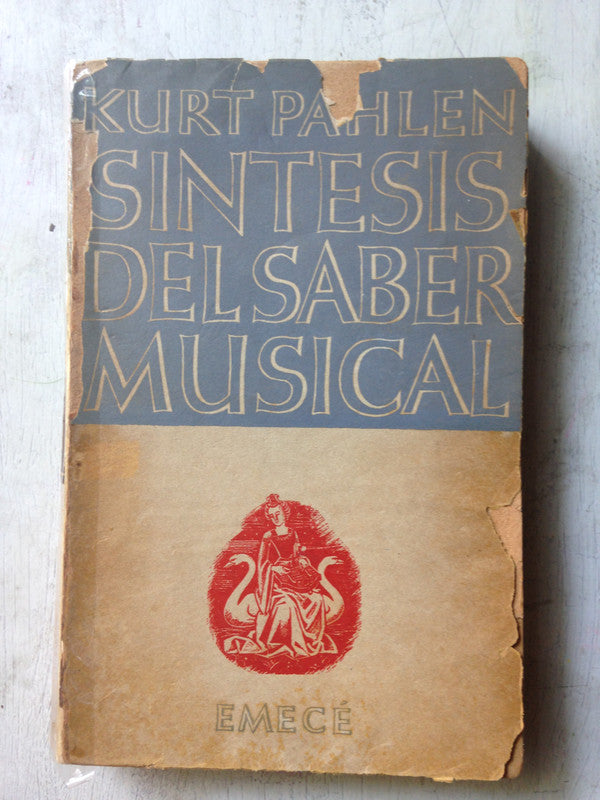 KURT PAHLEN
SINTESIS
DEL SABER
MUSICAL
EMECÉ